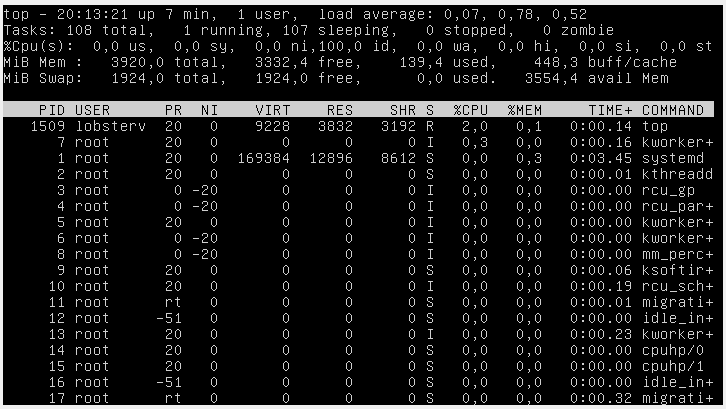 top - 20:13:21 up 7 min,  1 user,  load average: 0,07, 0,78, 0,52
Tasks: 108 total,   1 running, 107 sleeping,   0 stopped,   0 zombie
%Cpu(s):  0,0 us,  0,0 sy,  0,0 ni,100,0 id,  0,0 wa,  0,0 hi,  0,0 si,  0,0 st
MiB Mem :   3920,0 total,   3332,4 free,    139,4 used,    448,3 buff/cache
MiB Swap:   1924,0 total,   1924,0 free,      0,0 used.   3554,4 avail Mem
PID USER      PR  NI    VIRT    RES    SHR S  %CPU  %MEM     TIME+ COMMAND
1509 lobsterv  20   0    9228   3832   3192 R   2,0   0,1   0:00.14 top
7 root      20   0       0      0      0 I   0,3   0,0   0:00.16 kworker+
1 root      20   0  169384  12896   8612 S   0,0   0,3   0:03.45 systemd
2 root      20   0       0      0      0 S   0,0   0,0   0:00.01 kthreadd
3 root       0 -20       0      0      0 I   0,0   0,0   0:00.00 rcu_gp
4 root       0 -20       0      0      0 I   0,0   0,0   0:00.00 rcu_par+
5 root      20   0       0      0      0 I   0,0   0,0   0:00.00 kworker+
6 root       0 -20       0      0      0 I   0,0   0,0   0:00.00 kworker+
8 root       0 -20       0      0      0 I   0,0   0,0   0:00.00 mm_perc+
9 root      20   0       0      0      0 S   0,0   0,0   0:00.06 ksoftir+
10 root      20   0       0      0      0 I   0,0   0,0   0:00.19 rcu_sch+
11 root      rt   0       0      0      0 S   0,0   0,0   0:00.01 migrati+
12 root     -51   0       0      0      0 S   0,0   0,0   0:00.00 idle_in+
13 root      20   0       0      0      0 I   0,0   0,0   0:00.23 kworker+
14 root      20   0       0      0      0 S   0,0   0,0   0:00.00 cpuhp/0
15 root      20   0       0      0      0 S   0,0   0,0   0:00.00 cpuhp/1
16 root     -51   0       0      0      0 S   0,0   0,0   0:00.00 idle_in+
17 root      rt   0       0      0      0 S   0,0   0,0   0:00.32 migrati+